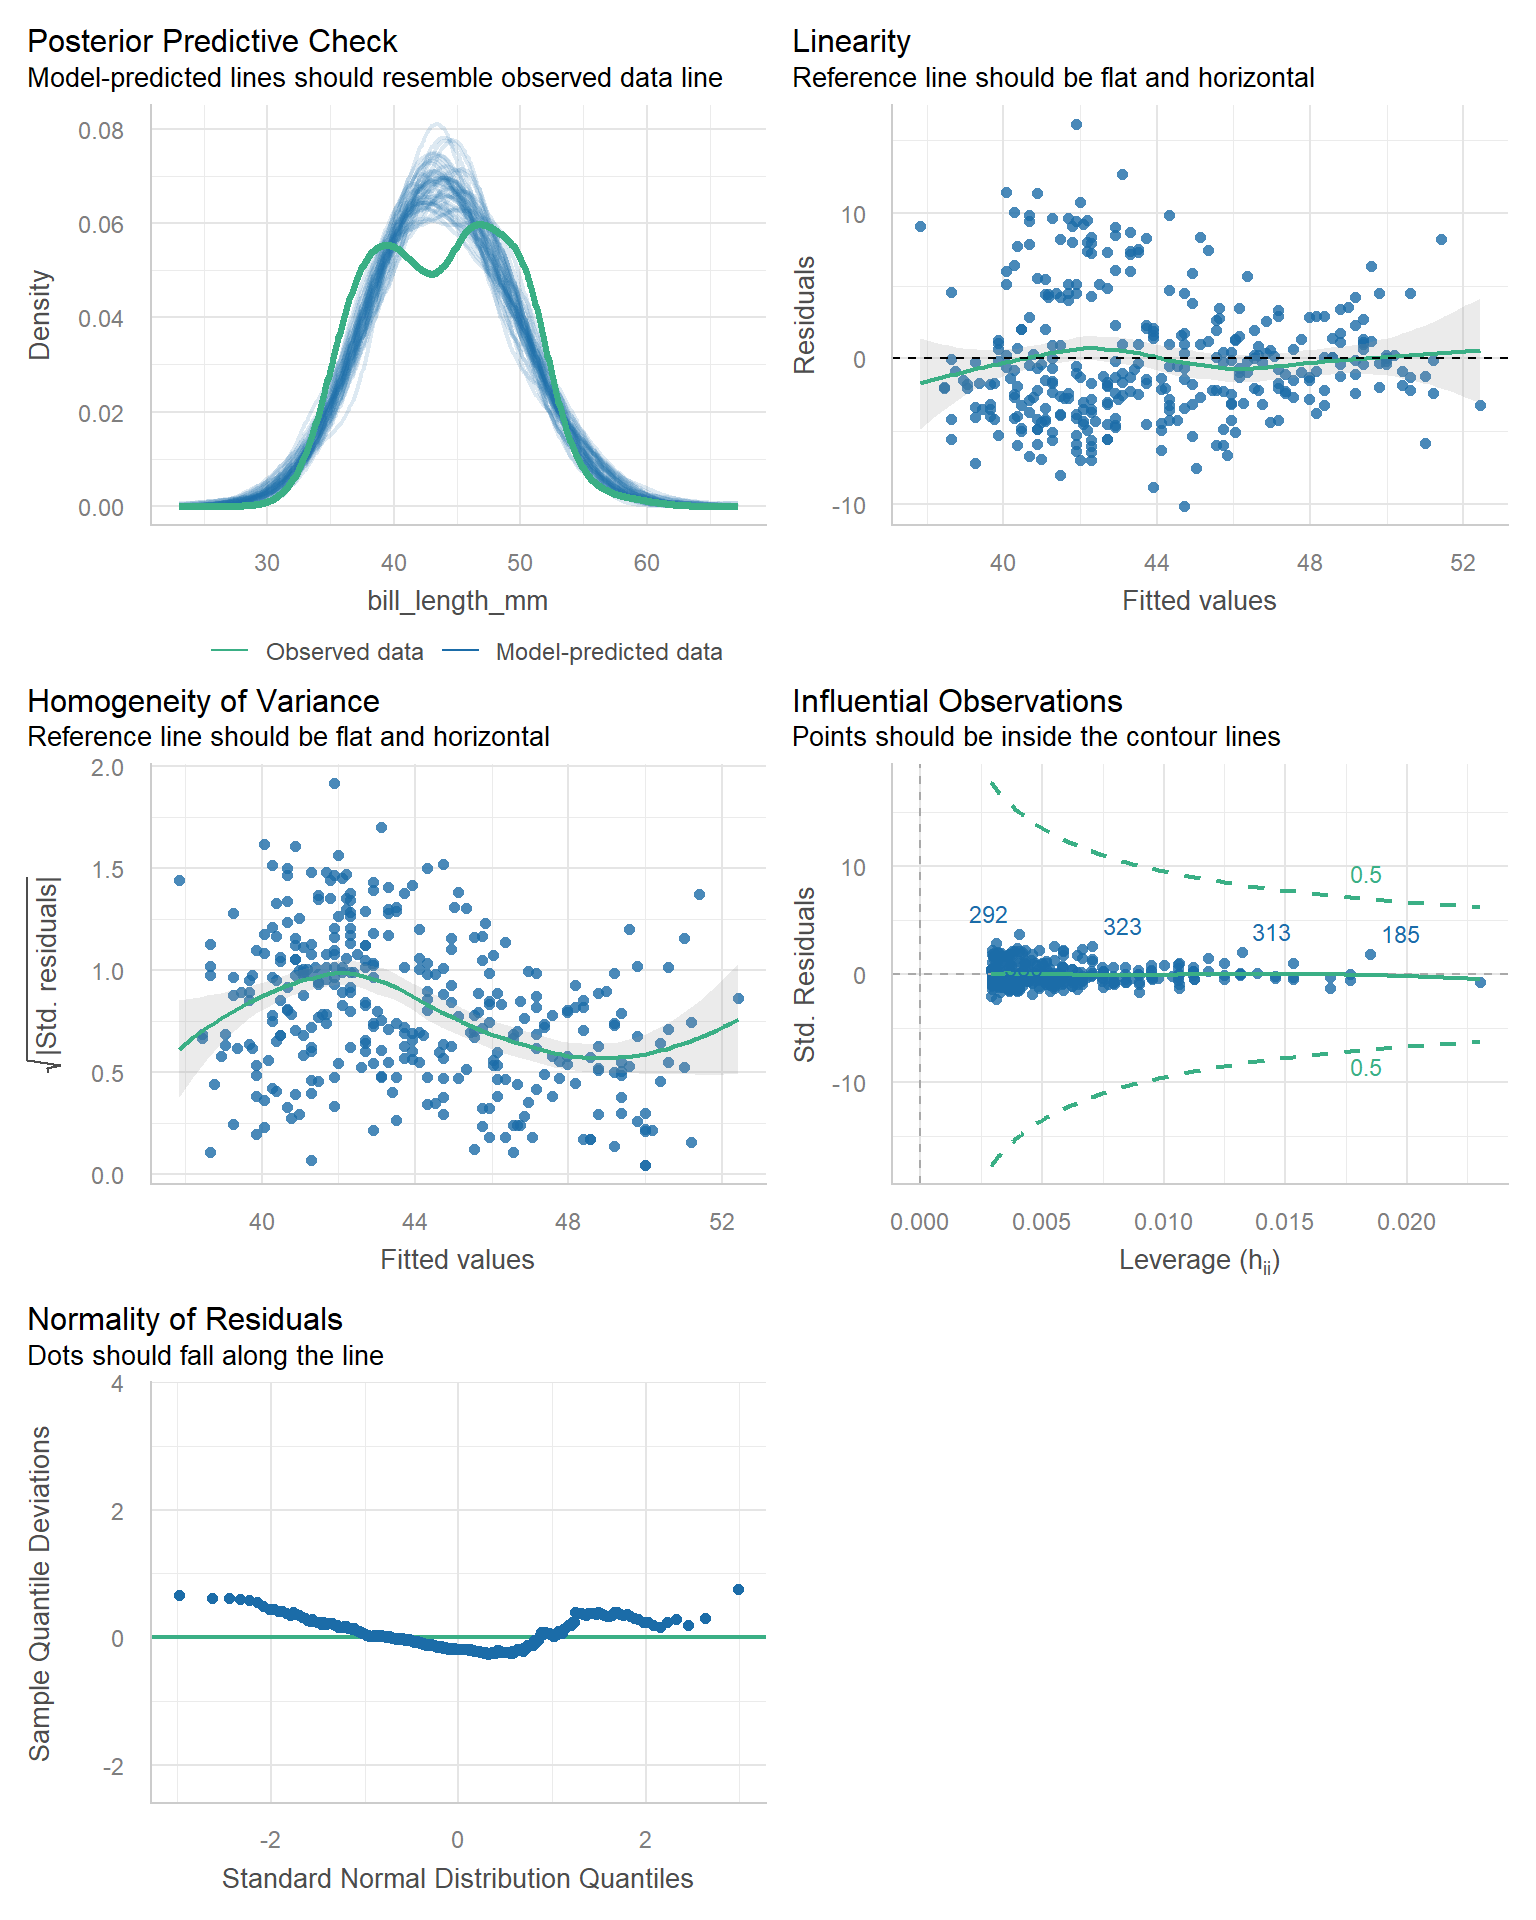 Posterior Predictive Check
Model-predicted lines should resemble observed data line
0.08
0.06
0.04
0.02
0.00
Density
30 40 50 60
bill_length_mm
Observed data Model-predicted data
Linearity
Reference line should be flat and horizontal
10
0
-10
Residuals
40 44 48 52
Fitted values
Homogeneity of Variance
Reference line should be flat and horizontal
2.0
1.5
1.0
0.5
0.0
√|Std. residuals|
40 44 48 52
Fitted values
Influential Observations
Points should be inside the contour lines
10
0
-10
Std. Residuals
0.5
292
323
313
185
0.5
0.000 0.005 0.010 0.015 0.020
Leverage (hii)
Normality of Residuals
Dots should fall along the line
4
2
0
-2
Sample Quantile Deviations
-2 0 2
Standard Normal Distribution Quantiles